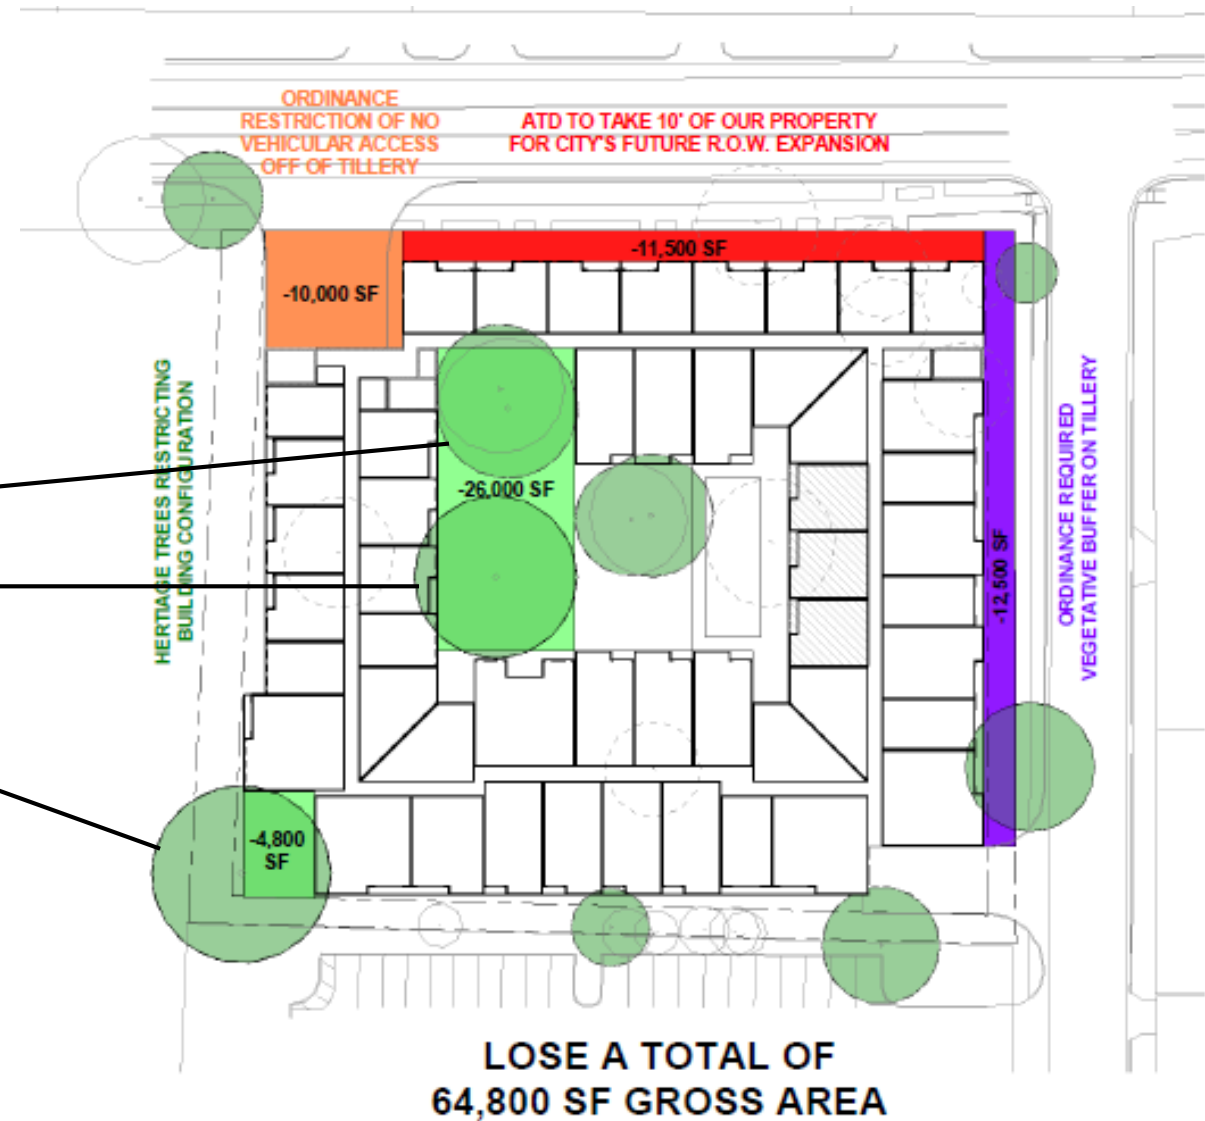 ORDINANCE
RESTRICTION OF NO
VEHICULAR ACCESS
OFF OF TILLERY
ATD TO TAKE 10' OF OUR PROPERTY
FOR CITY'S FUTURE R.O.W. EXPANSION
-11,500 SF
-10,000 SF
HERTIAGE TREES RESTRICTING
BUILDING CONFIGURATION
-26,000 SF
-12,500 SF
ORDINANCE REQUIRED
VEGETATIVE BUFFER ON TILLERY
-4,800
SF
LOSE A TOTAL OF
64,800 SF GROSS AREA